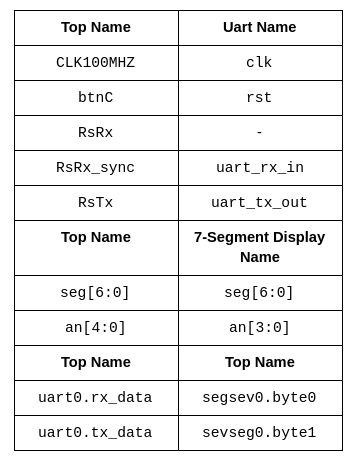 Top Name Uart Name
CLK100MHZ clk
btnC rst
RsRx -
RsRx_sync uart_rx_in
RsTx uart_tx_out
Top Name 7-Segment Display
Name
seg[6:0] seg[6:0]
an[4:0] an[3:0]
Top Name Top Name
uart0.rx_data segsev0.byte0
uart0.tx_data sevseg0.byte1